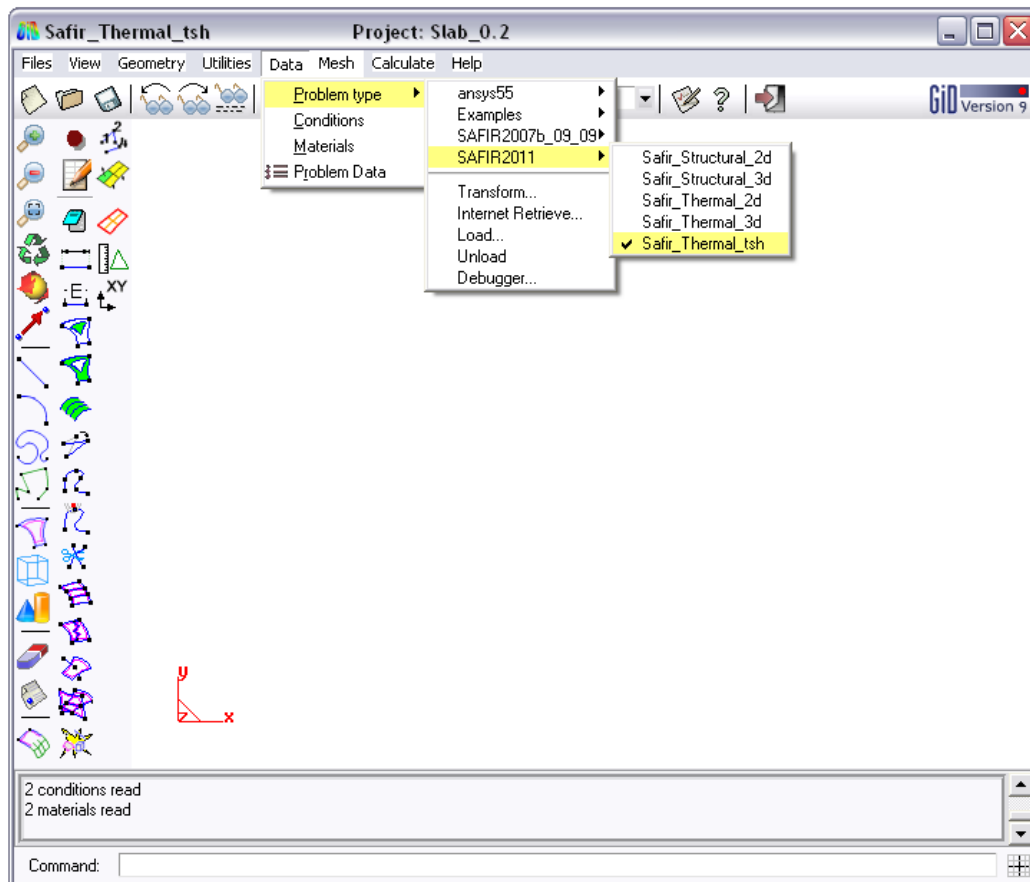 Safir_Thermal_tsh Project: Slab_0.2
Files View Geometry Utilities Data Mesh Calculate Help
GiD Version 9
Problem type
Conditions
Materials
Problem Data
ansys55
Examples
SAFIR2007b_09_09
SAFIR2011
Transform...
Internet Retrieve...
Load...
Unload
Debugger...
Safir_Structural_2d
Safir_Structural_3d
Safir_Thermal_2d
Safir_Thermal_3d
Safir_Thermal_tsh
2
E
XY
y
z
x
2 conditions read
2 materials read
Command: